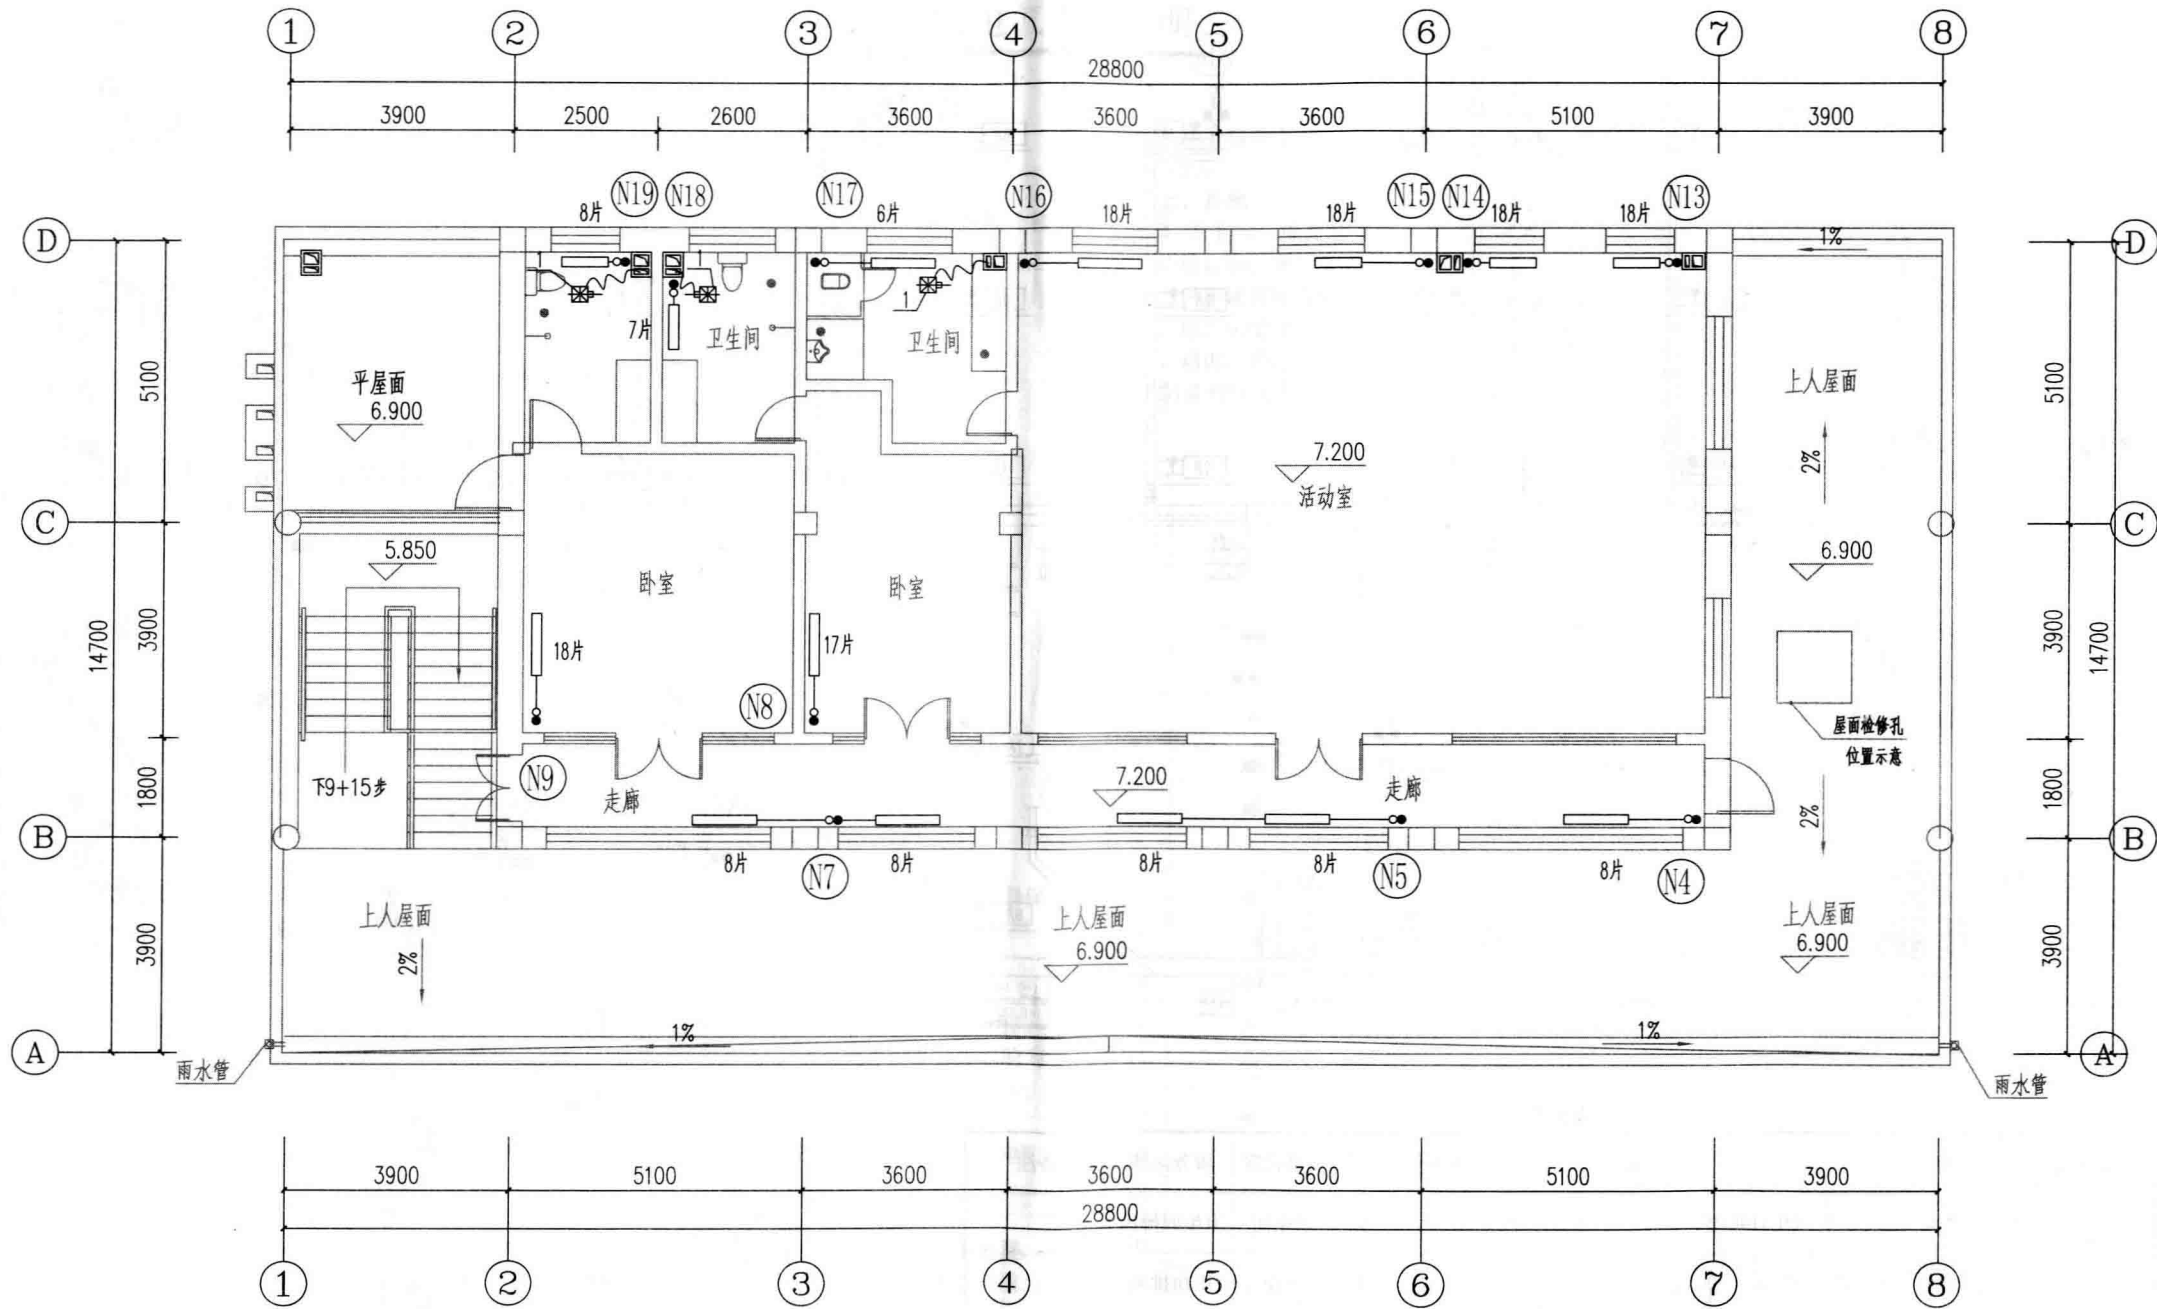 1 2 3 4 5 6 7 8
28800
3900 2500 2600 3600 3600 3600 5100 3900
N19 N18 N17 N16 N15 N14 N13
8片 6片 18片 18片 18片 18片
D D
1%
1 1 1
7片 卫生间 卫生间
平屋面 上人屋面
6.900
5100 5100
2%
7.200
活动室
C C
5.850 6.900
卧室 卧室
3900 3900
14700 14700
18片 17片
N8
屋面检修孔
位置示意
N9
7.200
下9+15步 走廊 走廊
1800 1800
2%
B B
8片 8片 8片 8片 8片
N7 N5 N4
上人屋面 上人屋面 上人屋面
6.900 6.900
3900 3900
2%
1% 1%
A A
雨水管 雨水管
3900 5100 3600 3600 3600 5100 3900
28800
1 2 3 4 5 6 7 8